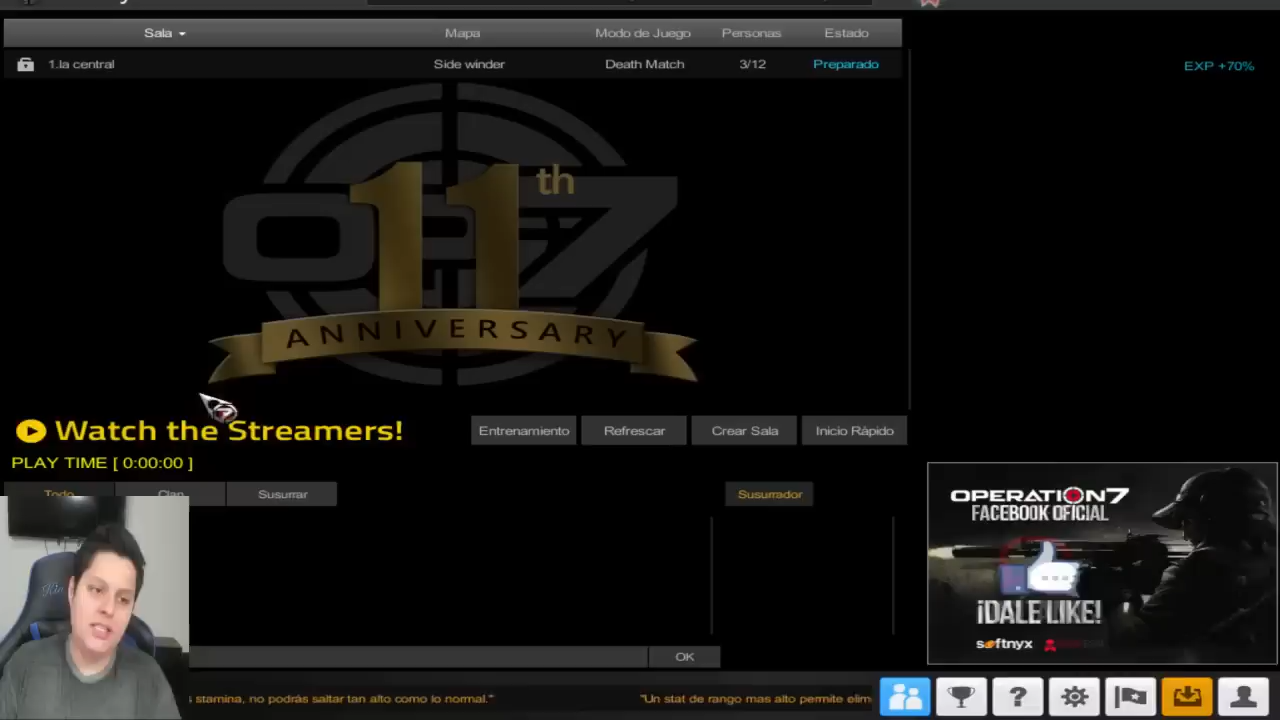 Sala Mapa Modo de Juego Personas Estado
1.la central Side winder Death Match 3/12 Preparado
EXP +70%
OP7
11th
ANNIVERSARY
Watch the Streamers!
Entrenamiento Refrescar Crear Sala Inicio Rápido
PLAY TIME [ 0:00:00 ]
Todo Clan Susurrar Susurrador
OPERATION7
FACEBOOK OFICIAL
¡DALE LIKE!
softnyx
OK
stamina, no podrás saltar tan alto como lo normal." "Un stat de rango mas alto permite